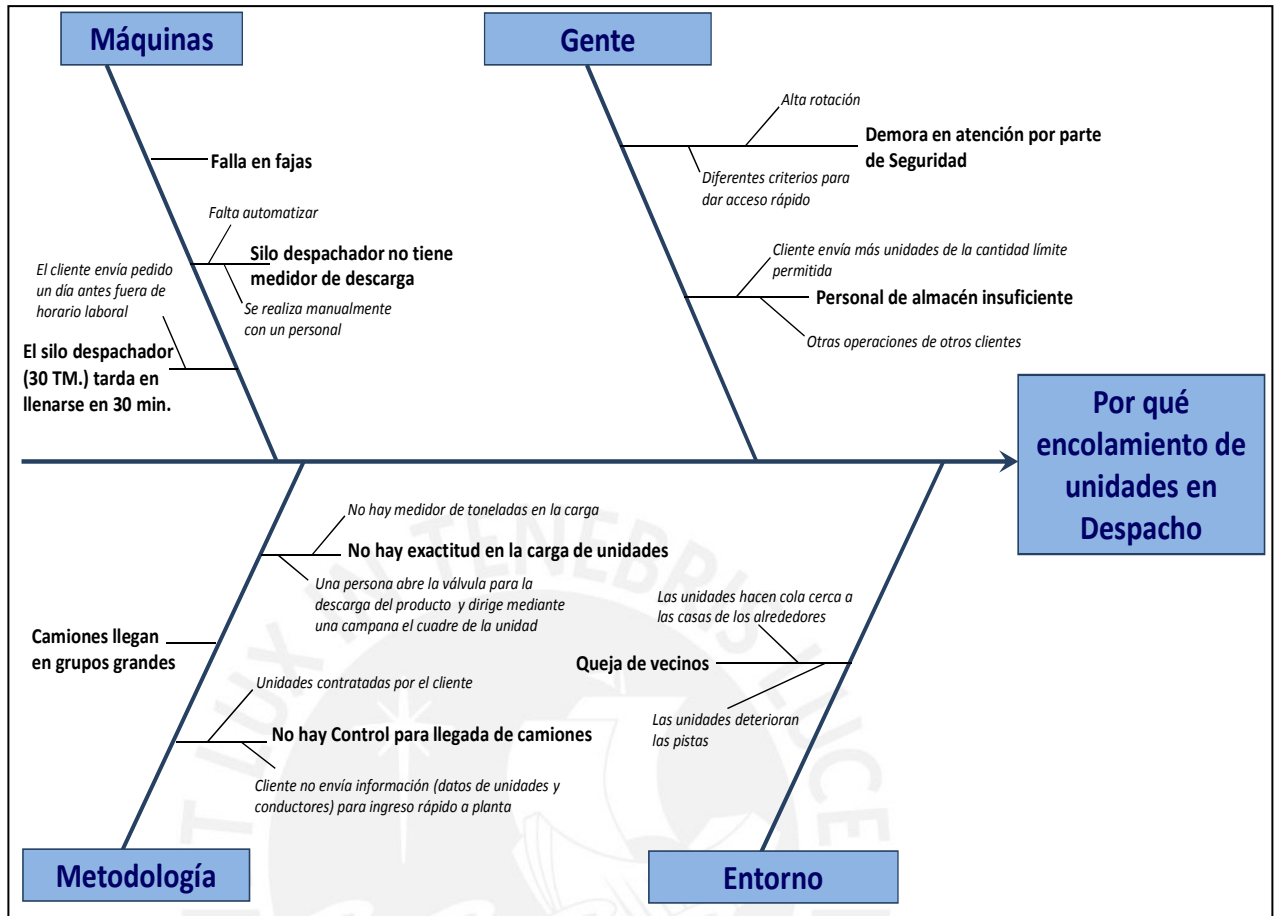 Máquinas
Gente
Alta rotación
Demora en atención por parte
de Seguridad
Falla en fajas
Diferentes criterios para
dar acceso rápido
Falta automatizar
Silo despachador no tiene
medidor de descarga
Cliente envía más unidades de la cantidad límite
permitida
El cliente envía pedido
un día antes fuera de
horario laboral
Se realiza manualmente
con un personal
Personal de almacén insuficiente
Otras operaciones de otros clientes
El silo despachador
(30 TM.) tarda en
llenarse en 30 min.
Por qué
encolamiento de
unidades en
Despacho
No hay medidor de toneladas en la carga
No hay exactitud en la carga de unidades
Una persona abre la válvula para la
descarga del producto y dirige mediante
una campana el cuadre de la unidad
Las unidades hacen cola cerca a
las casas de los alrededores
Camiones llegan
en grupos grandes
Queja de vecinos
Unidades contratadas por el cliente
Las unidades deterioran
las pistas
No hay Control para llegada de camiones
Cliente no envía información (datos de unidades y
conductores) para ingreso rápido a planta
Metodología
Entorno
ET LUX IN TENEBRIS LUCET